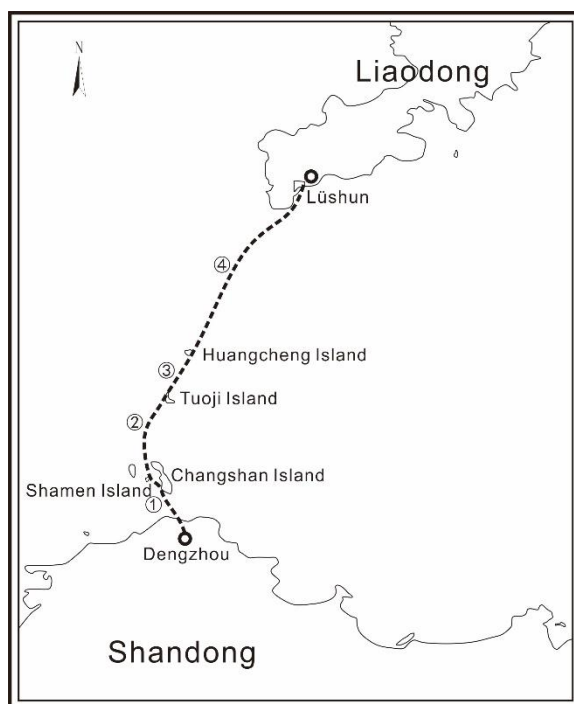 N
Liaodong
Lüshun
④
Huangcheng Island
③
Tuoji Island
②
Changshan Island
Shamen Island
①
Dengzhou
Shandong